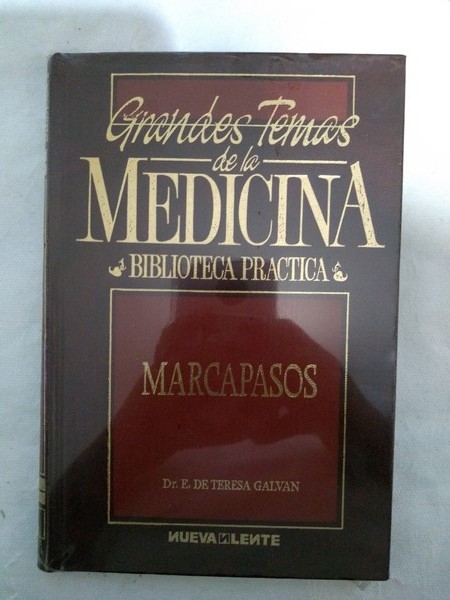 Grandes Temas
de la
MEDICINA
BIBLIOTECA PRACTICA
MARCAPASOS
Dr. E. DE TERESA GALVAN
NUEVA LENTE